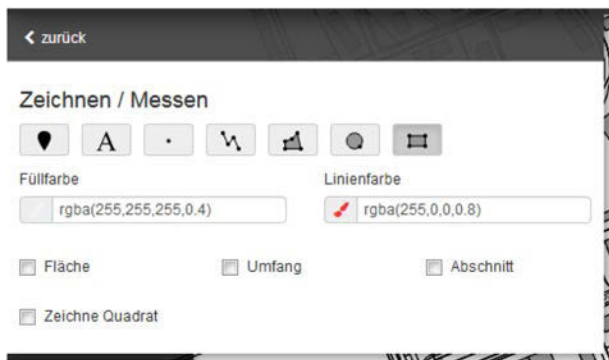 zurück
Zeichnen / Messen
A
Füllfarbe Linienfarbe
rgba(255,255,255,0.4) rgba(255,0,0,0.8)
Fläche Umfang Abschnitt
Zeichne Quadrat